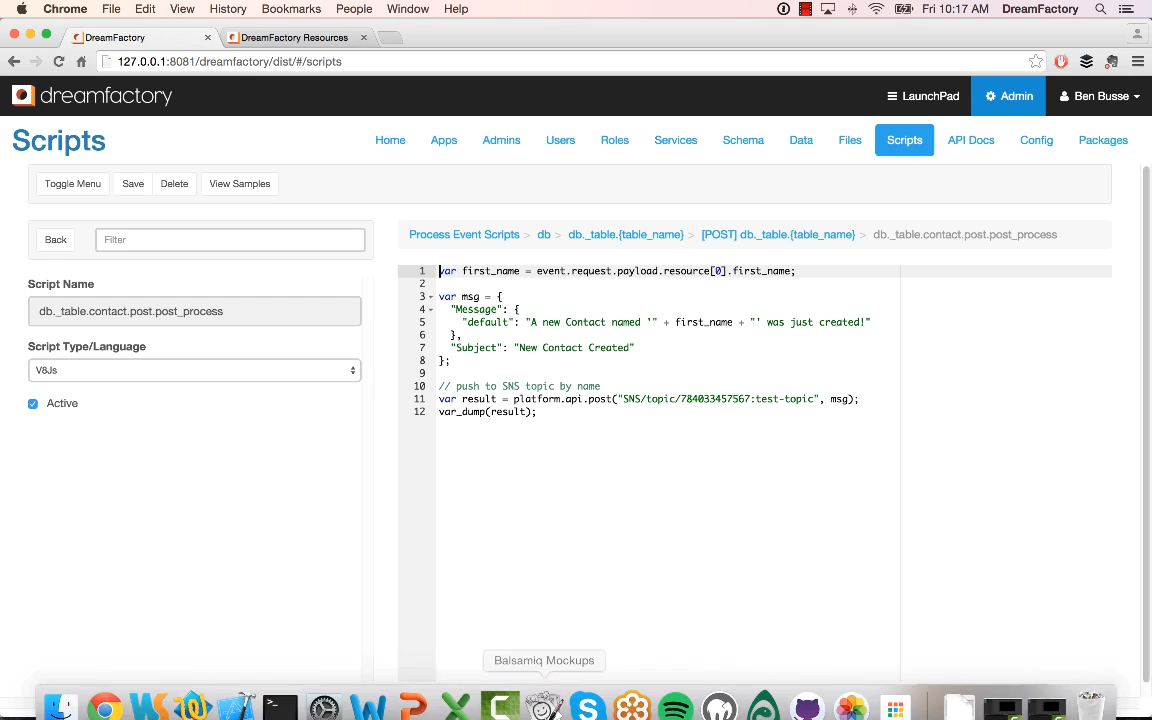 Chrome File Edit View History Bookmarks People Window Help Fri 10:17 AM DreamFactory
DreamFactory × DreamFactory Resources ×
127.0.0.1:8081/dreamfactory/dist/#/scripts
dreamfactory LaunchPad Admin Ben Busse
Scripts Home Apps Admins Users Roles Services Schema Data Files Scripts API Docs Config Packages
Toggle Menu Save Delete View Samples
Back Filter
Process Event Scripts > db > db._table.{table_name} > [POST] db._table.{table_name} > db._table.contact.post.post_process
Script Name
db._table.contact.post.post_process
Script Type/Language
V8Js
Active
1 var first_name = event.request.payload.resource[0].first_name;
2
3 var msg = {
4 "Message": {
5 "default": "A new Contact named '" + first_name + "' was just created!"
6 },
7 "Subject": "New Contact Created"
8 };
9
10 // push to SNS topic by name
11 var result = platform.api.post("SNS/topic/784033457567:test-topic", msg);
12 var_dump(result);
Balsamiq Mockups